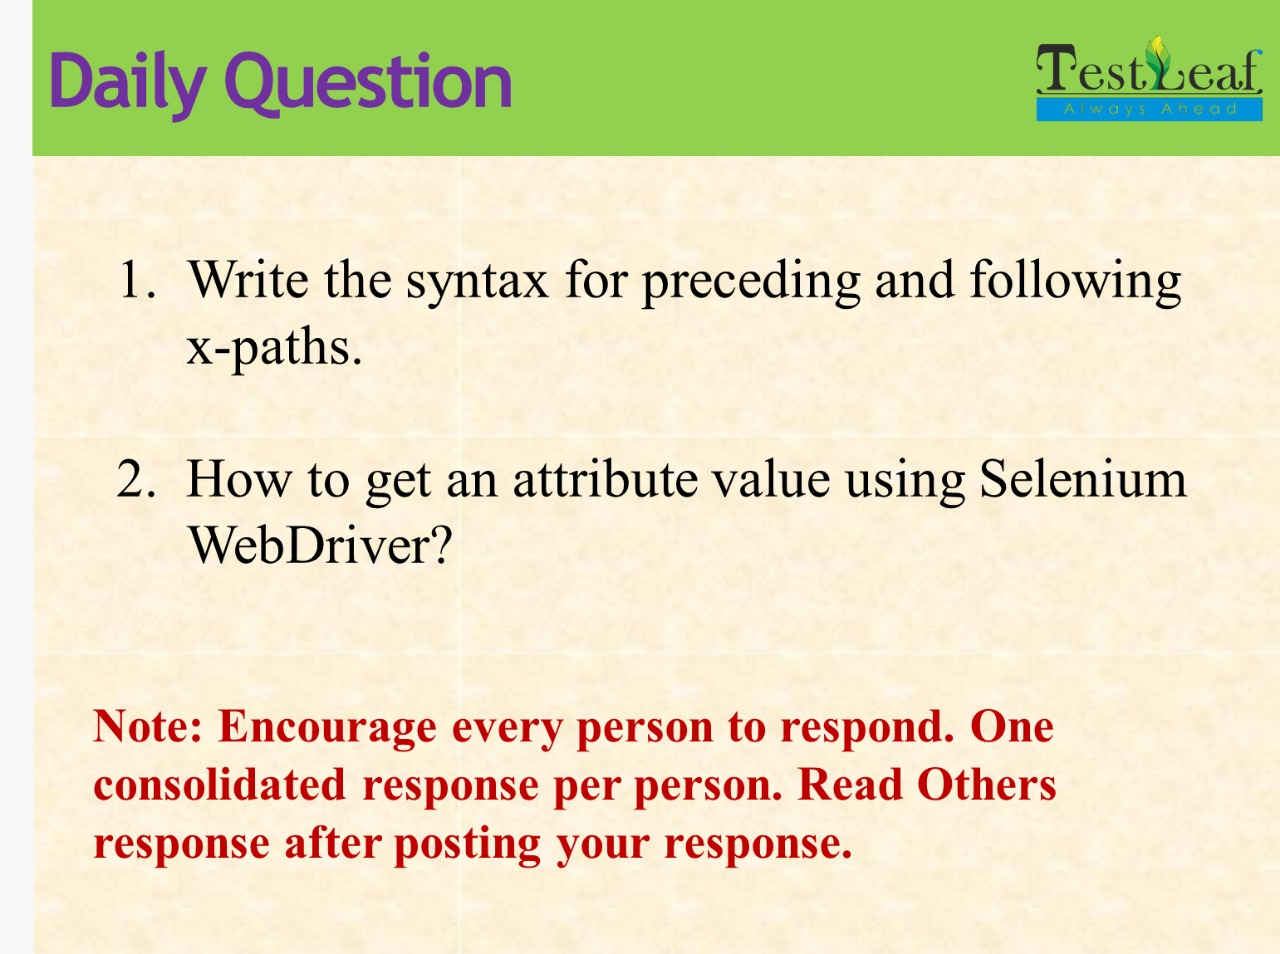 Daily Question
TestLeaf
Always Ahead
1. Write the syntax for preceding and following
x-paths.
2. How to get an attribute value using Selenium
WebDriver?
Note: Encourage every person to respond. One
consolidated response per person. Read Others
response after posting your response.